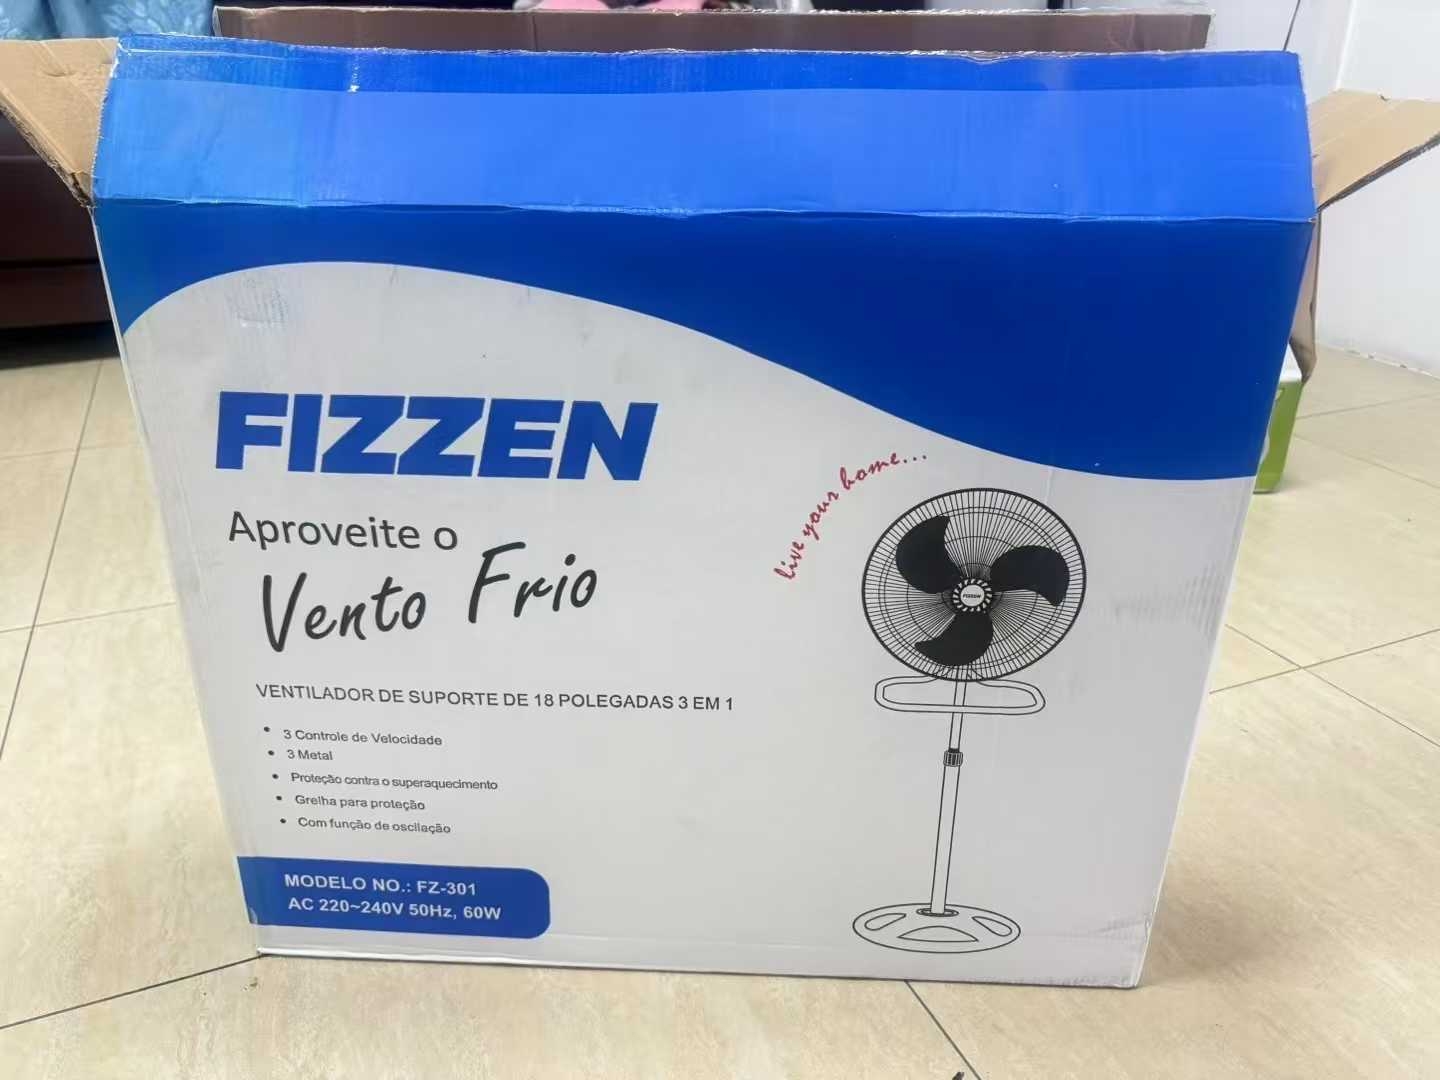 FIZZEN
Aproveite o
Vento Frio
live your home...
FIZZEN
VENTILADOR DE SUPORTE DE 18 POLEGADAS 3 EM 1
• 3 Controle de Velocidade
• 3 Metal
• Proteção contra o superaquecimento
• Grelha para proteção
• Com função de oscilação
MODELO NO.: FZ-301
AC 220~240V 50Hz, 60W